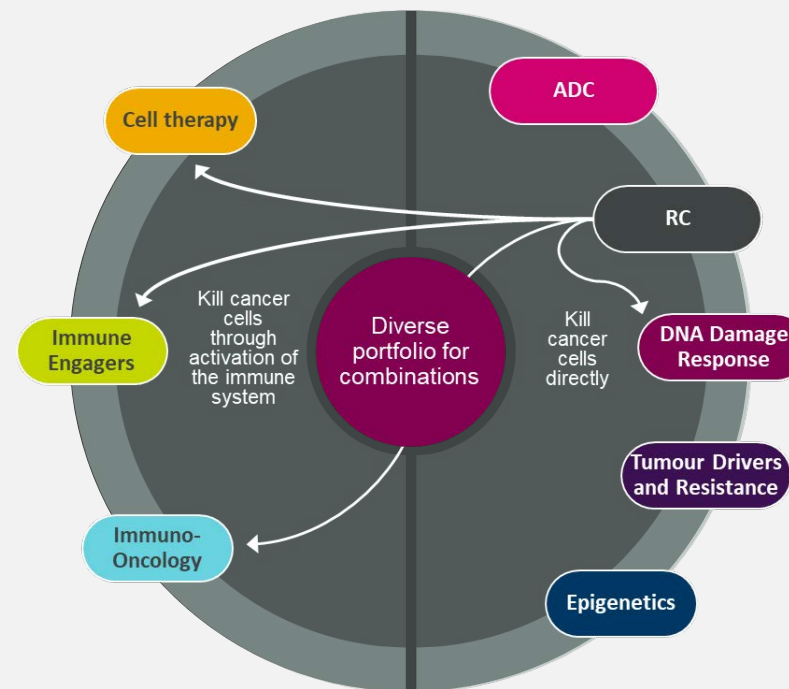 ADC
Cell therapy
RC
Kill cancer
cells
through
activation of
the immune
system
Diverse
portfolio for
combinations
Kill
cancer
cells
directly
Immune
Engagers
DNA Damage
Response
Tumour Drivers
and Resistance
Immuno-
Oncology
Epigenetics